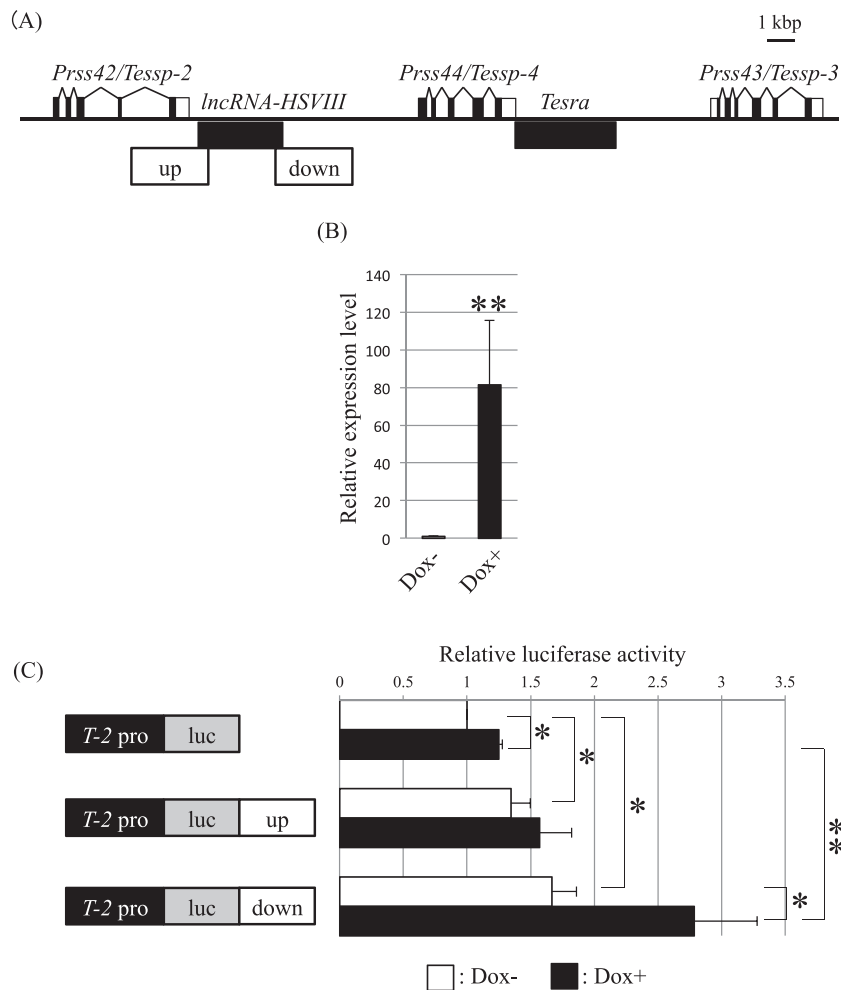 (A)
1 kbp
Prss42/Tessp-2
lncRNA-HSVIII
Prss44/Tessp-4
Tesra
Prss43/Tessp-3
up
down
(B)
Relative expression level
140
120
100
80
60
40
20
0
**
Dox-
Dox+
(C)
Relative luciferase activity
0 0.5 1 1.5 2 2.5 3 3.5
T-2 pro luc
T-2 pro luc up
T-2 pro luc down
*
*
*
**
*
: Dox- : Dox+